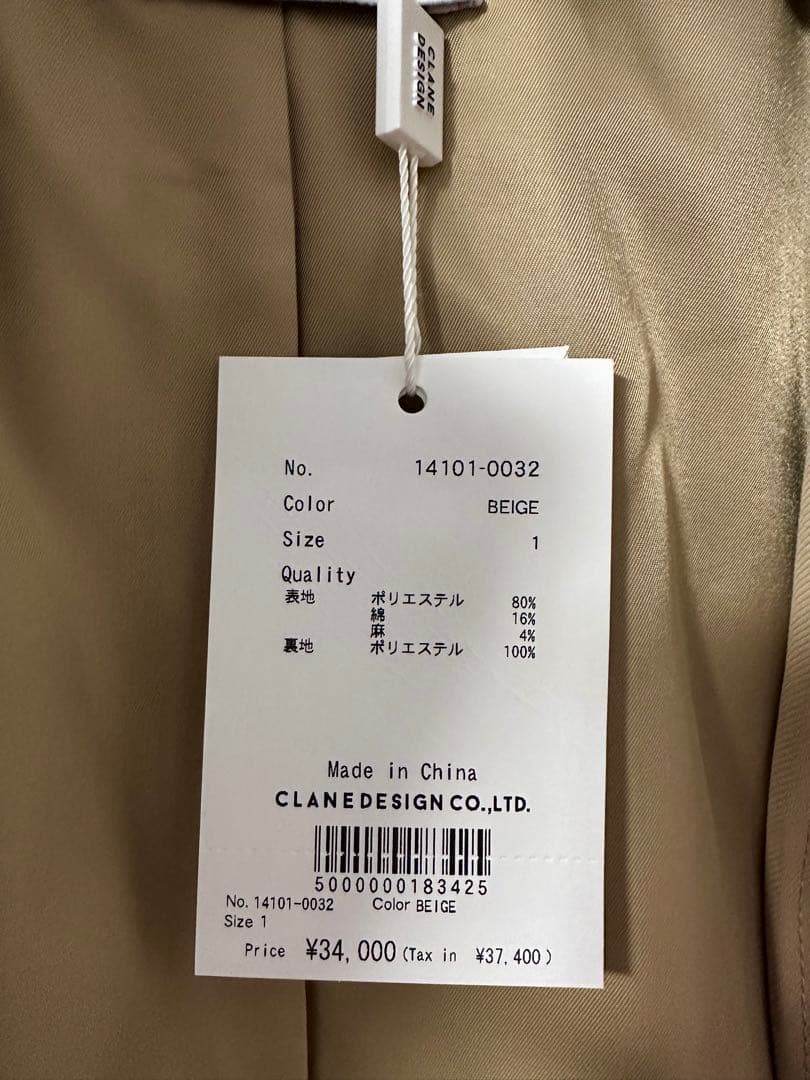 CLANE
DESIGN
No. 14101-0032
Color BEIGE
Size 1
Quality
表地 ポリエステル 80%
綿 16%
麻 4%
裏地 ポリエステル 100%
Made in China
CLANEDESIGN CO.,LTD.
5000000183425
No. 14101-0032 Color BEIGE
Size 1
Price ¥34,000 (Tax in ¥37,400)